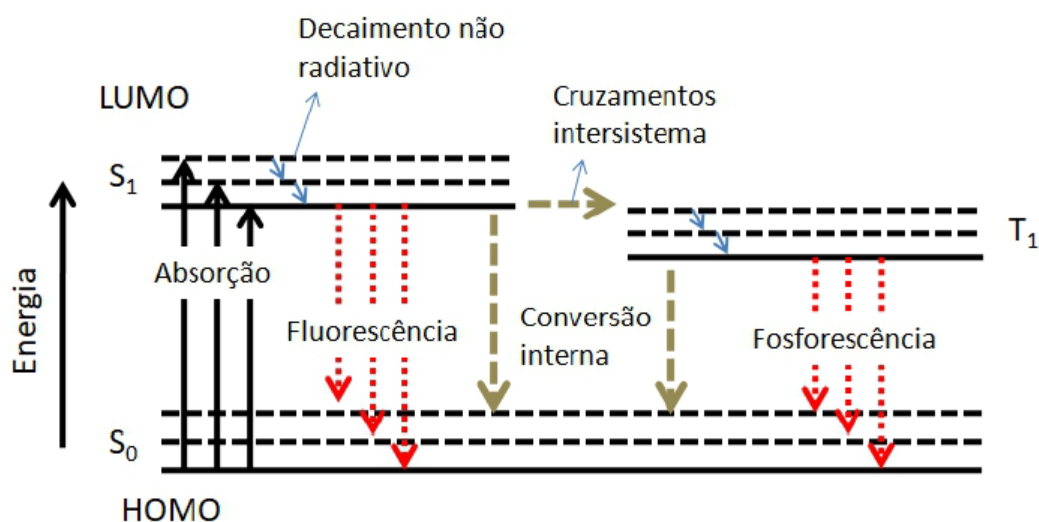 Decaimento não
radiativo
LUMO
Cruzamentos
intersistema
S₁
T₁
Absorção
Energia
Fluorescência
Conversão
interna
Fosforescência
S₀
HOMO